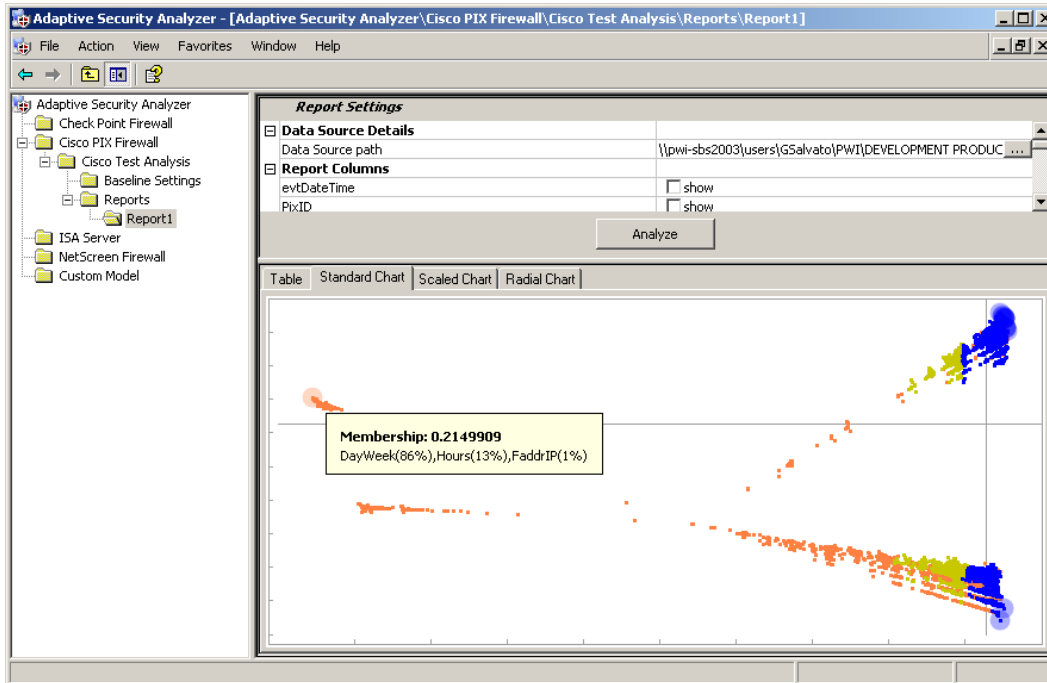 Adaptive Security Analyzer - [Adaptive Security Analyzer\Cisco PIX Firewall\Cisco Test Analysis\Reports\Report1]
File Action View Favorites Window Help
Adaptive Security Analyzer
Check Point Firewall
Cisco PIX Firewall
Cisco Test Analysis
Baseline Settings
Reports
Report1
ISA Server
NetScreen Firewall
Custom Model
Report Settings
Data Source Details
Data Source path \\pwi-sbs2003\users\GSalvato\PWI\DEVELOPMENT PRODUC ...
Report Columns
evtDateTime show
PixID show
Analyze
Table Standard Chart Scaled Chart Radial Chart
Membership: 0.2149909
DayWeek(86%),Hours(13%),FaddrIP(1%)